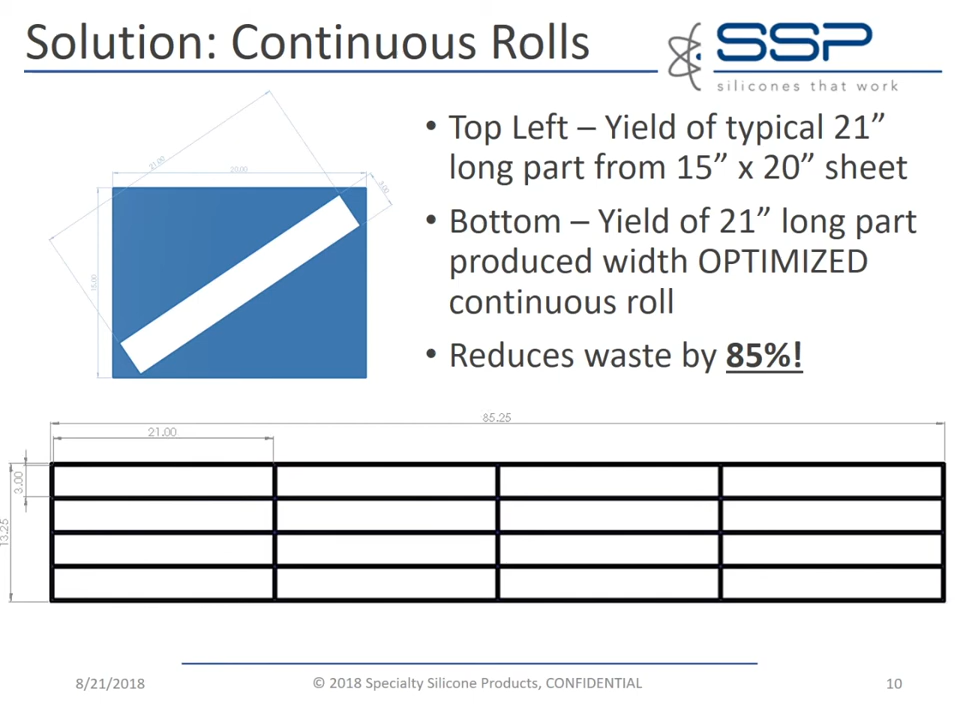 Solution: Continuous Rolls
SSP
silicones that work
• Top Left – Yield of typical 21”
long part from 15” x 20” sheet
• Bottom – Yield of 21” long part
produced width OPTIMIZED
continuous roll
• Reduces waste by 85%!
21.00
20.00
3.00
15.00
85.25
21.00
3.00
13.25
8/21/2018
© 2018 Specialty Silicone Products, CONFIDENTIAL
10